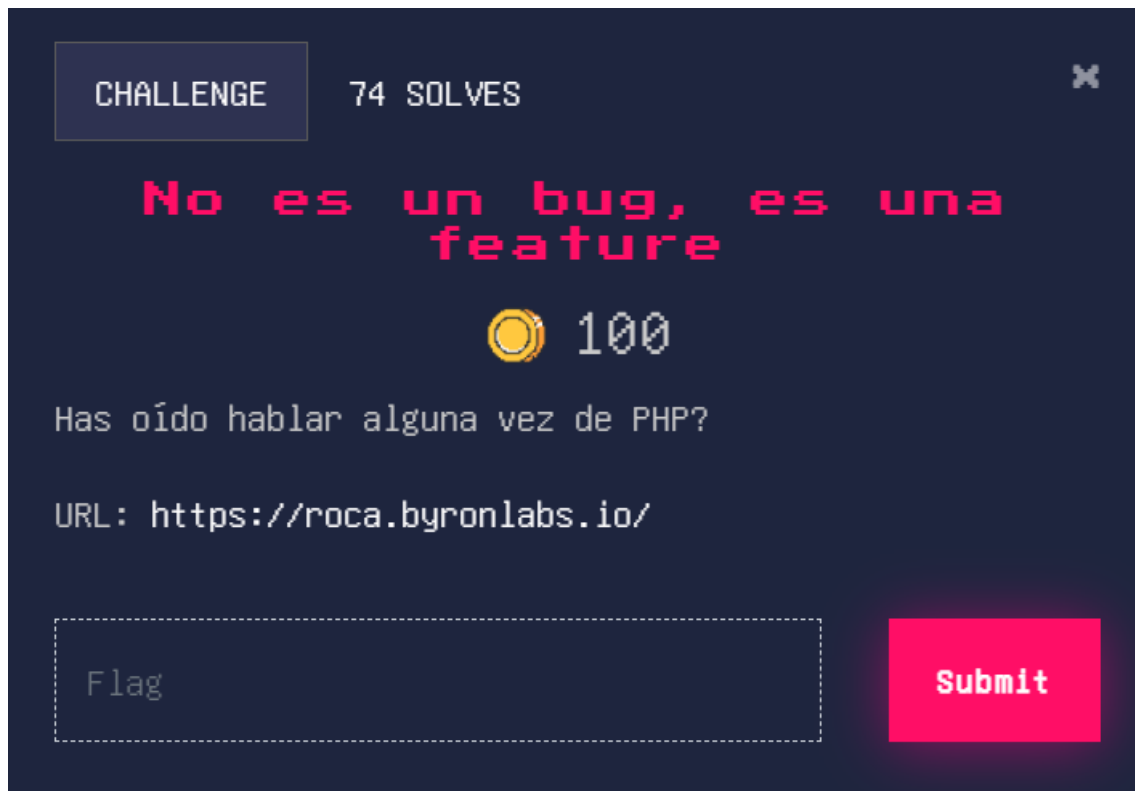 CHALLENGE 74 SOLVES ×
No es un bug, es una
feature
100
Has oído hablar alguna vez de PHP?
URL: https://roca.byronlabs.io/
Flag Submit